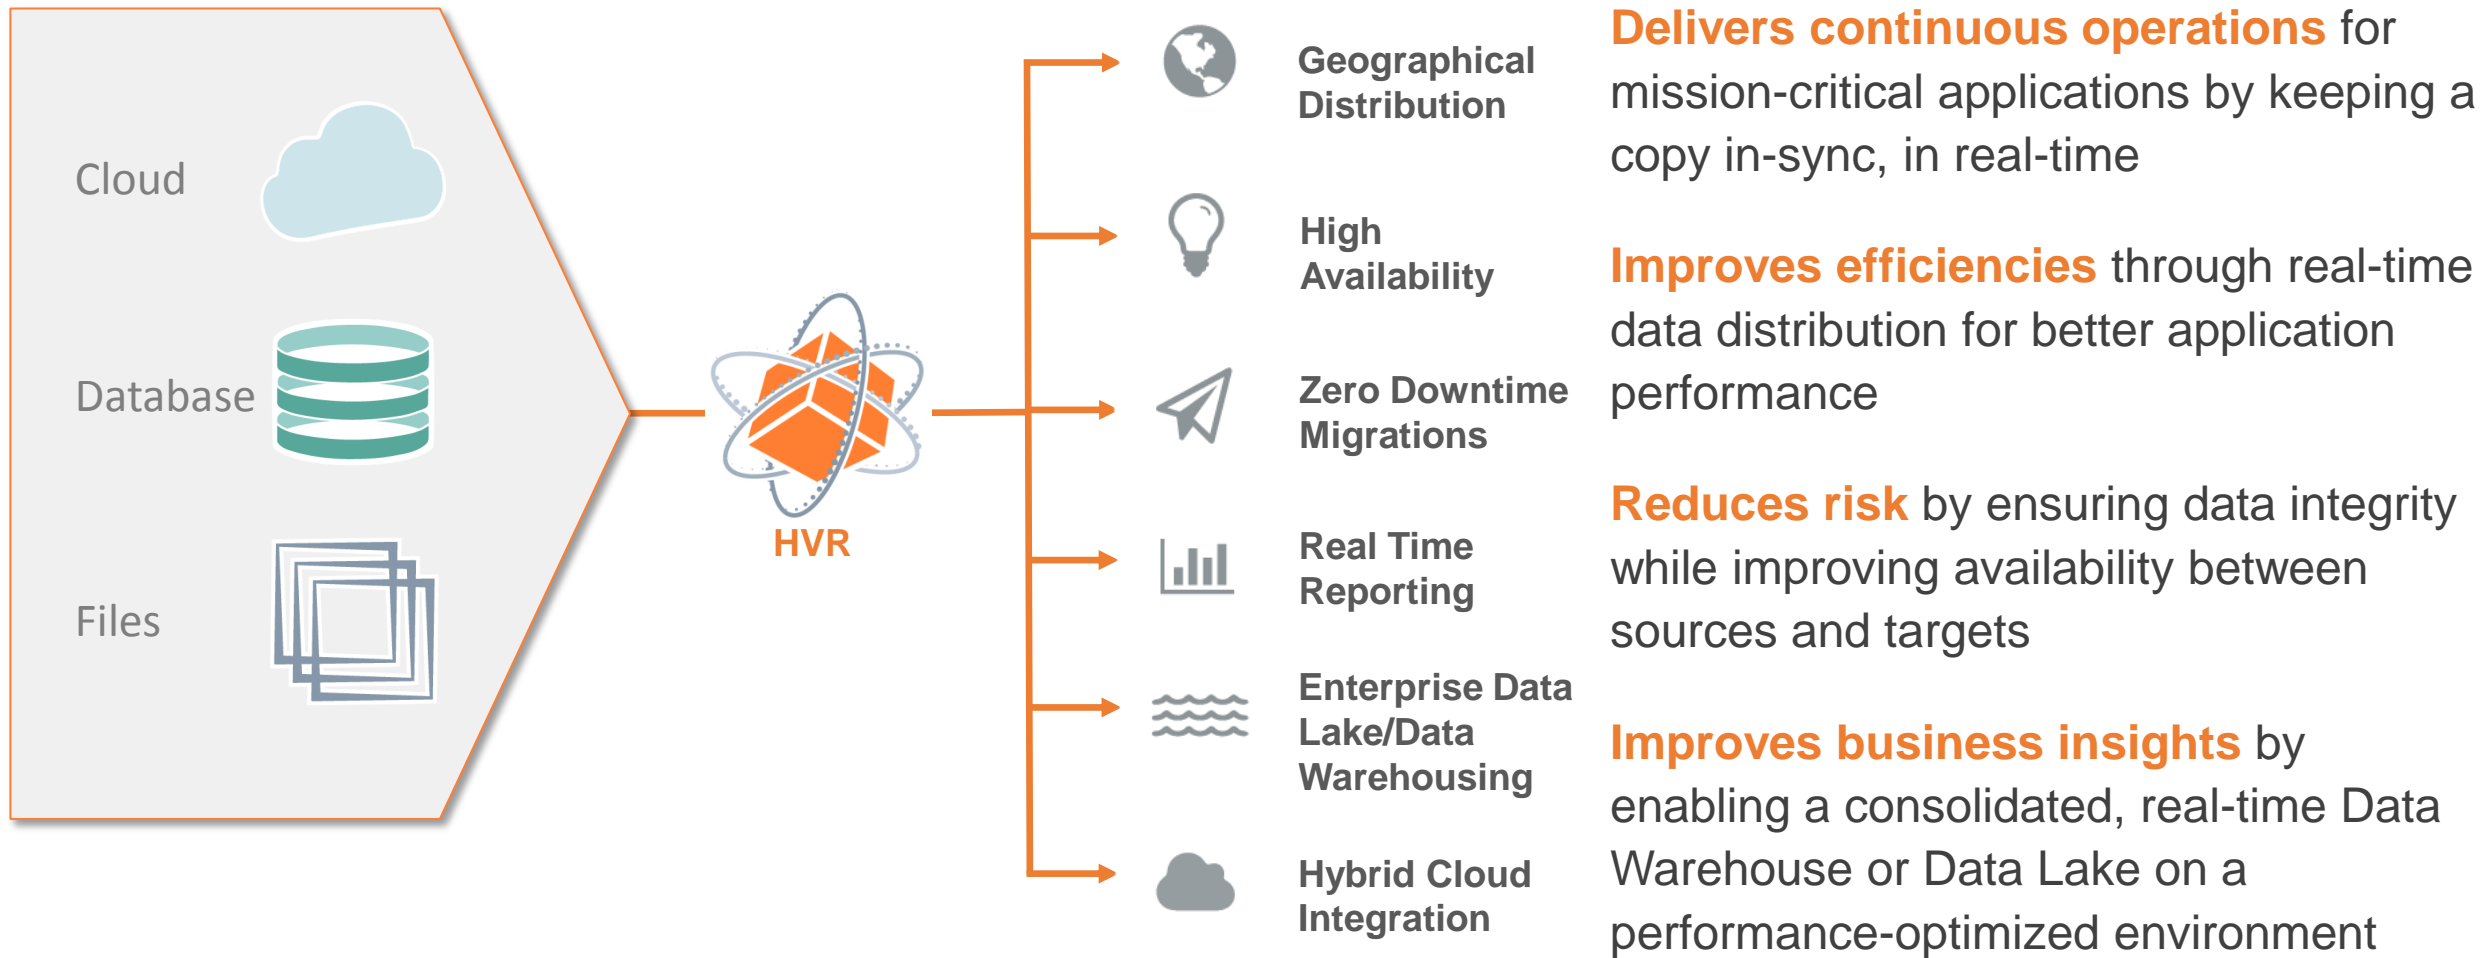 Cloud
Database
Files
HVR
Geographical
Distribution
High
Availability
Zero Downtime
Migrations
Real Time
Reporting
Enterprise Data
Lake/Data
Warehousing
Hybrid Cloud
Integration
Delivers continuous operations for
mission-critical applications by keeping a
copy in-sync, in real-time
Improves efficiencies through real-time
data distribution for better application
performance
Reduces risk by ensuring data integrity
while improving availability between
sources and targets
Improves business insights by
enabling a consolidated, real-time Data
Warehouse or Data Lake on a
performance-optimized environment